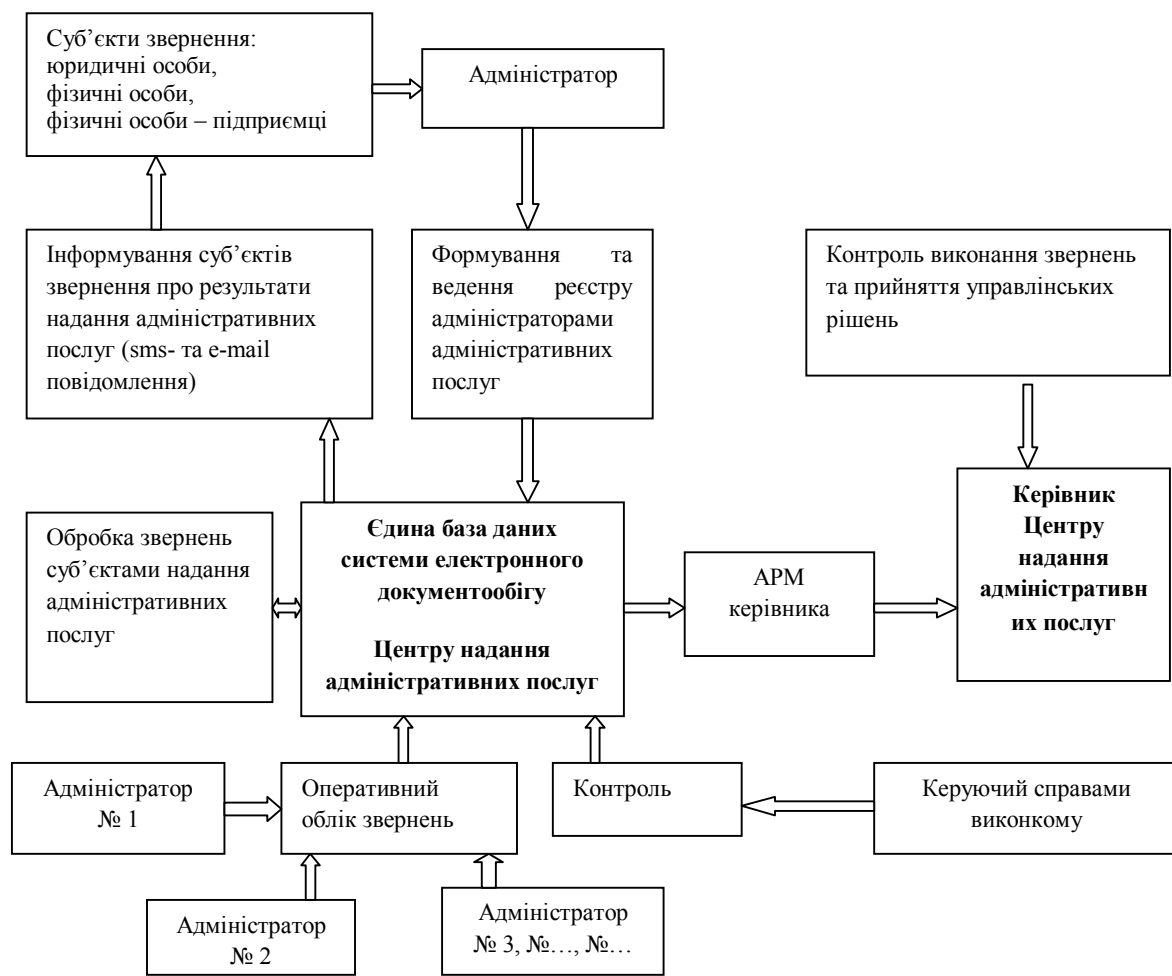 Суб’єкти звернення:
юридичні особи,
фізичні особи,
фізичні особи – підприємці
Адміністратор
Інформування суб’єктів
звернення про результати
надання адміністративних
послуг (sms- та e-mail
повідомлення)
Формування та
ведення реєстру
адміністраторами
адміністративних
послуг
Контроль виконання звернень
та прийняття управлінських
рішень
Обробка звернень
суб’єктами надання
адміністративних
послуг
Єдина база даних
системи електронного
документообігу
Центру надання
адміністративних послуг
АРМ
керівника
Керівник
Центру
надання
адміністративн
их послуг
Адміністратор
№ 1
Оперативний
облік звернень
Контроль
Керуючий справами
виконкому
Адміністратор
№ 2
Адміністратор
№ 3, №…, №…